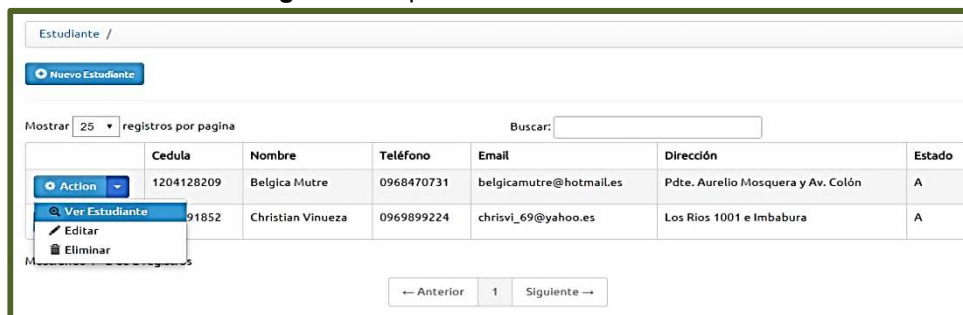 Estudiante /
Nuevo Estudiante
Mostrar 25 registros por pagina Buscar:
Cedula Nombre Teléfono Email Dirección Estado
Action 1204128209 Belgica Mutre 0968470731 belgicamutre@hotmail.es Pdte. Aurelio Mosquera y Av. Colón A
Ver Estudiante
91852 Christian Vinueza 0969899224 chrisvi_69@yahoo.es Los Rios 1001 e Imbabura A
Editar
Eliminar
← Anterior 1 Siguiente →